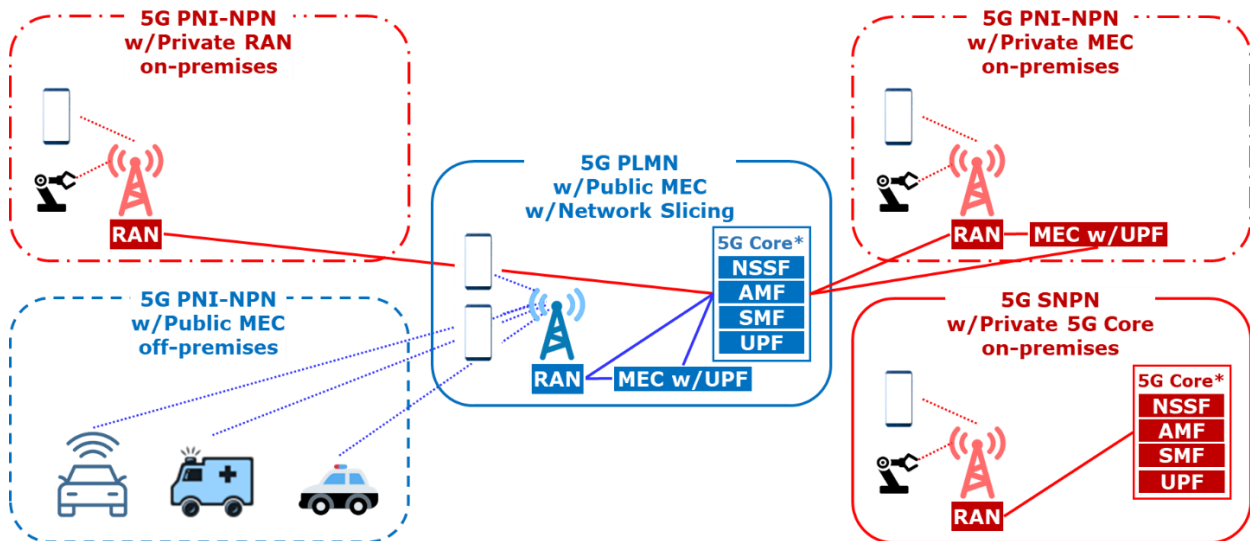 5G PNI-NPN
w/Private RAN
on-premises
RAN
5G PNI-NPN
w/Public MEC
off-premises
5G PLMN
w/Public MEC
w/Network Slicing
5G Core*
NSSF
AMF
SMF
UPF
RAN
MEC w/UPF
5G PNI-NPN
w/Private MEC
on-premises
RAN
MEC w/UPF
5G SNPN
w/Private 5G Core
on-premises
5G Core*
NSSF
AMF
SMF
UPF
RAN